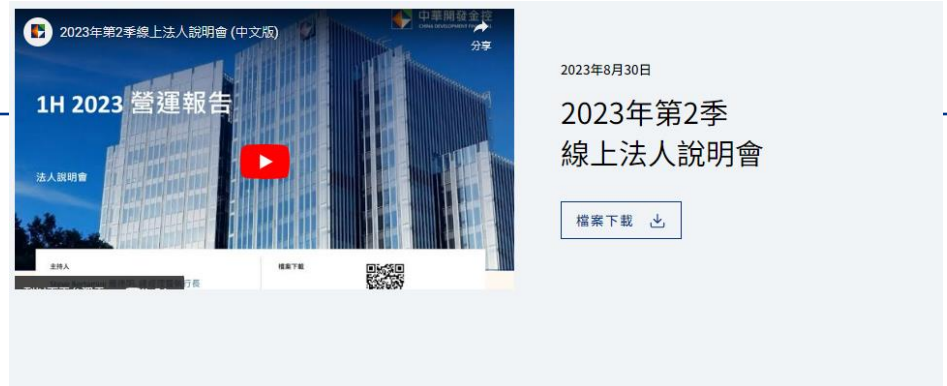 2023年第2季線上法人說明會 (中文版)
中華開發金控
CHINA DEVELOPMENT FINANCIAL
分享
1H 2023 營運報告
法人說明會
主持人
檔案下載
2023年8月30日
2023年第2季
線上法人說明會
檔案下載